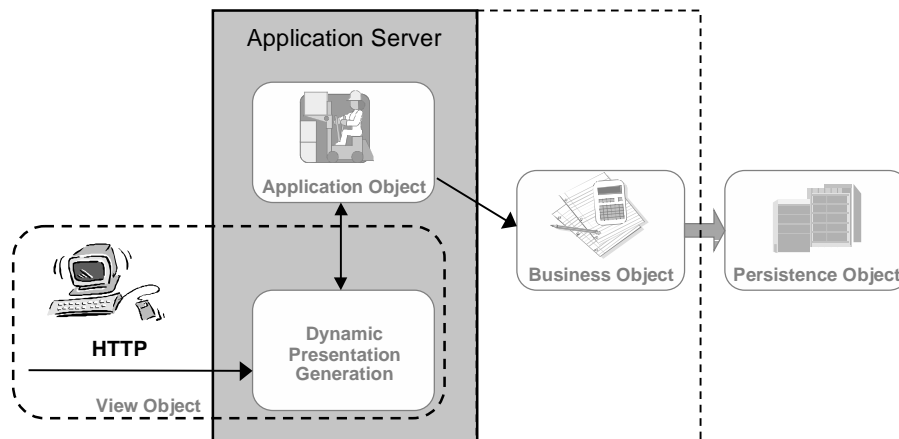 Application Server
Application Object
Business Object
Persistence Object
HTTP
Dynamic
Presentation
Generation
View Object